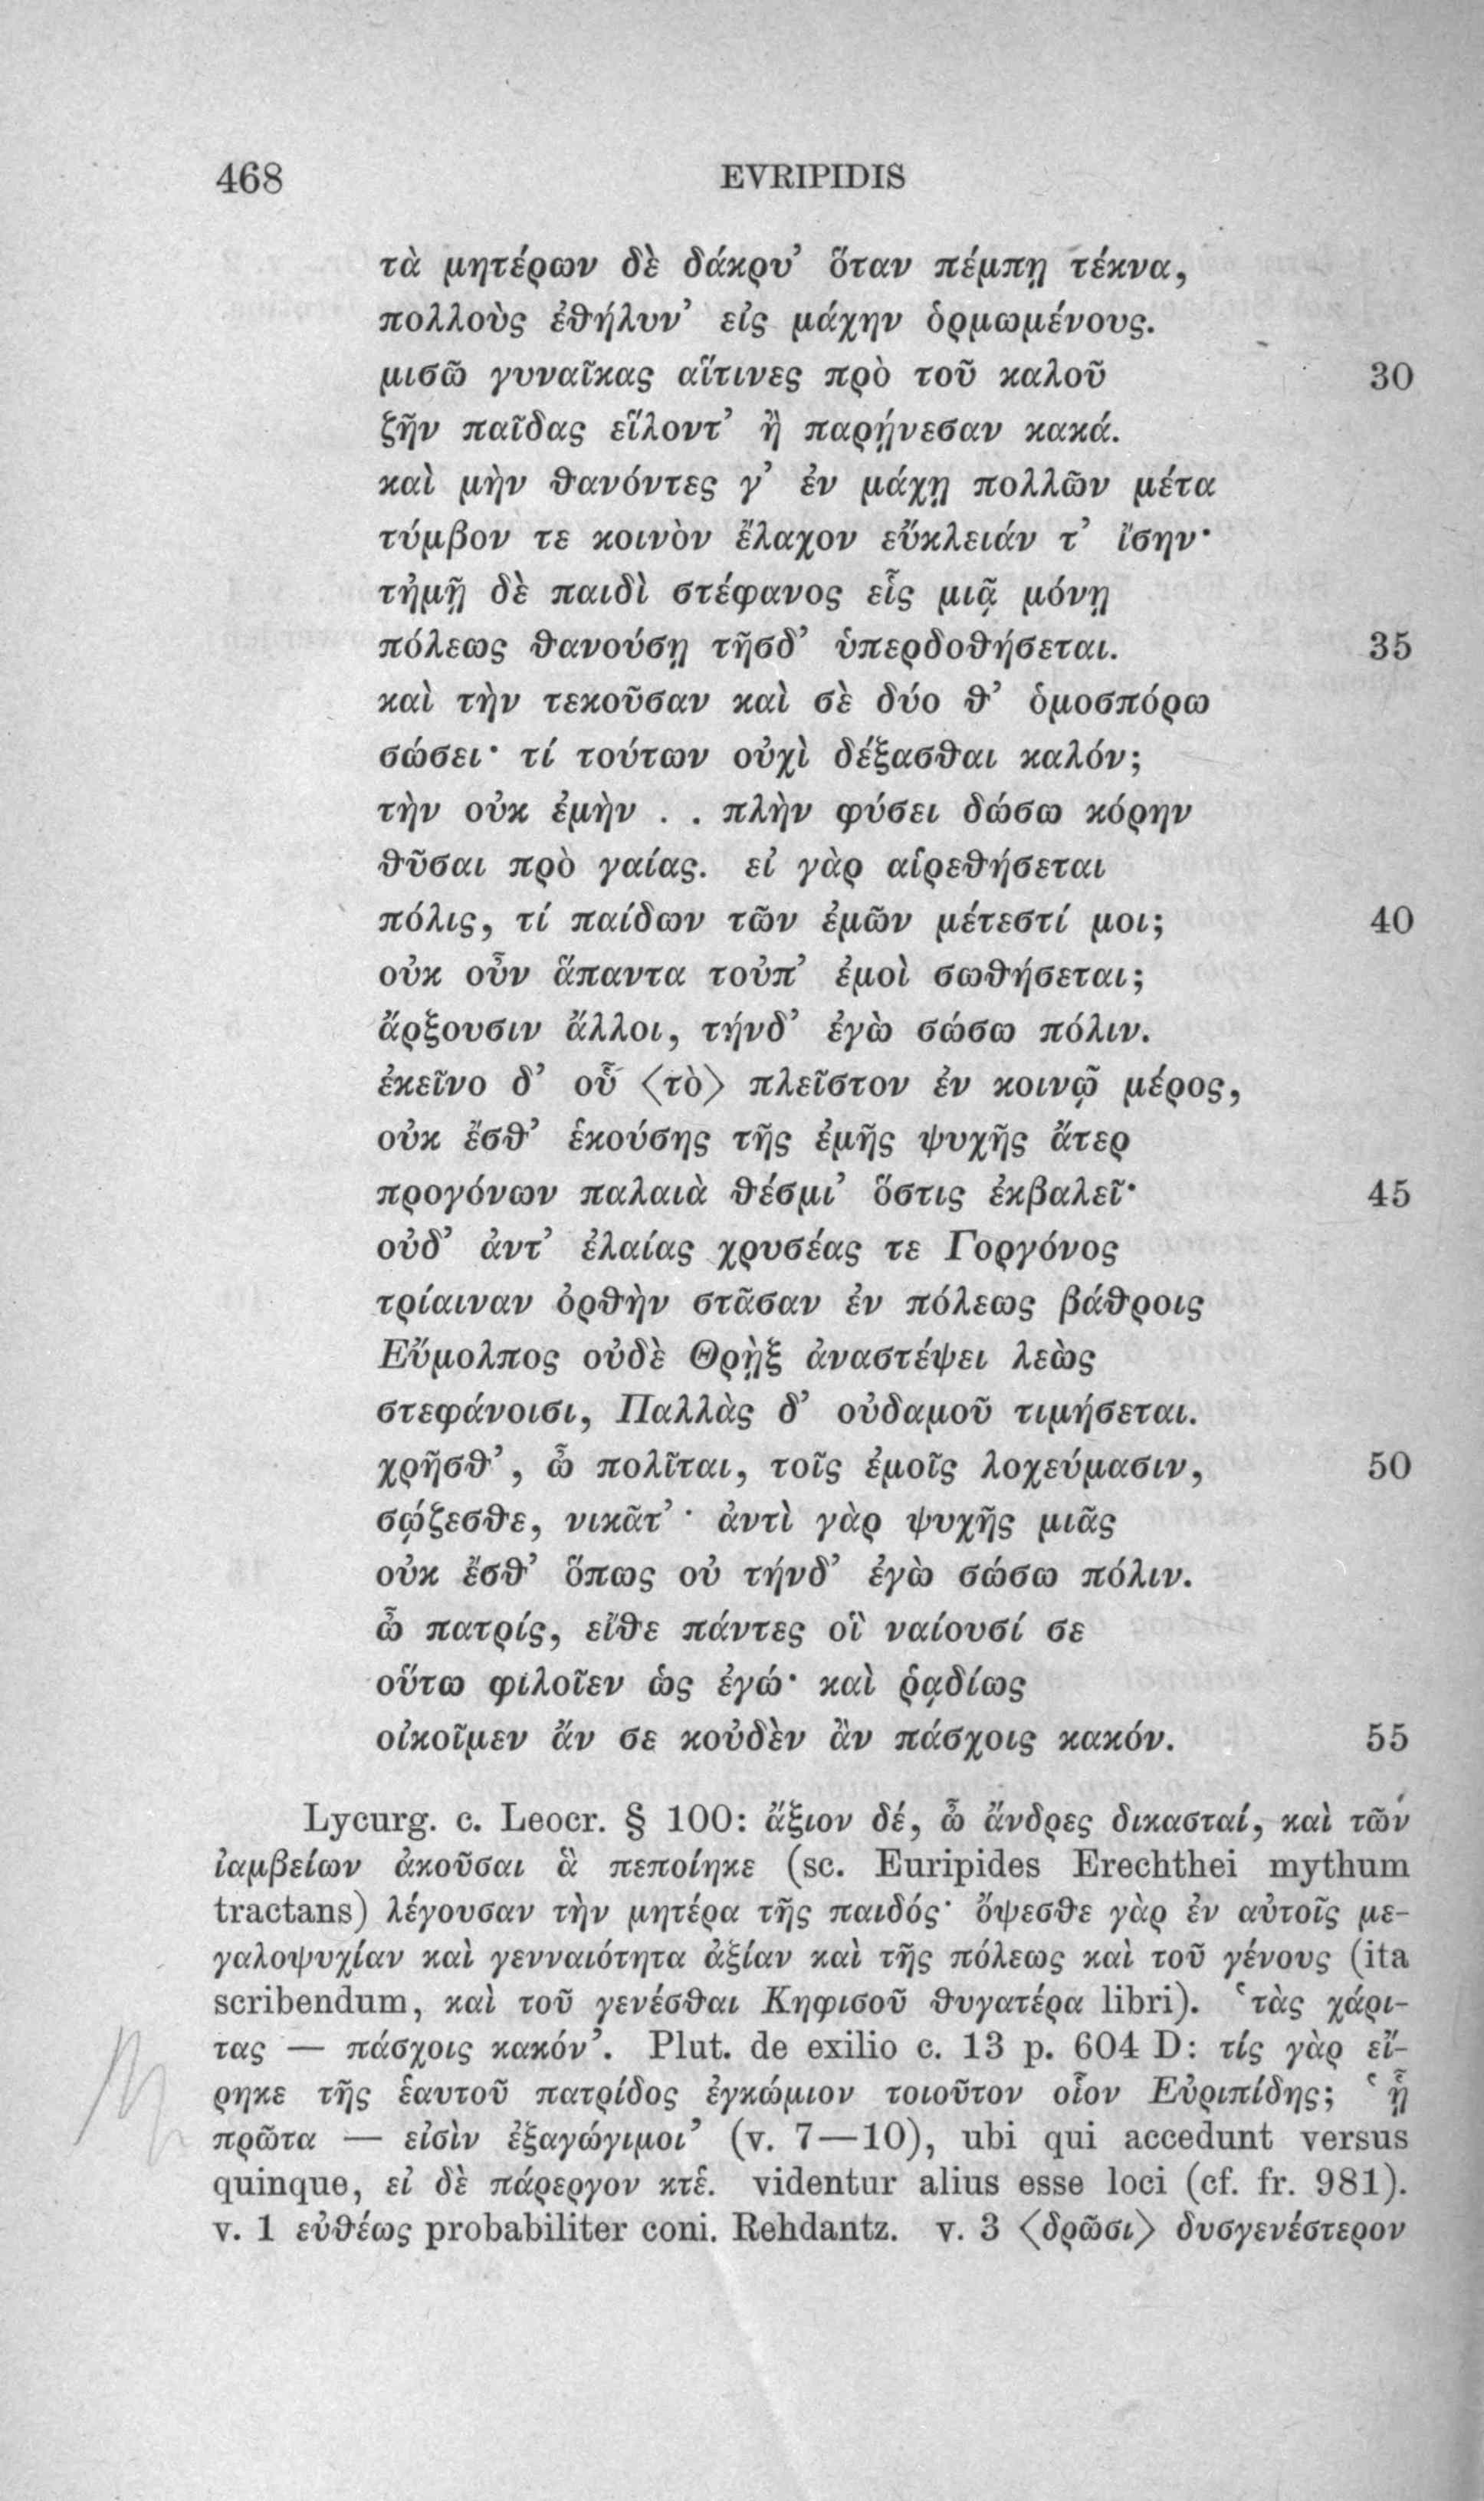 468 EVRIPIDIS
τὰ μητέρων δὲ δάκρυ’ ὅταν πέμπῃ τέκνα,
πολλοὺς ἐθήλυν’ εἰς μάχην ὁρμωμένους.
μισῶ γυναῖκας αἵτινες πρὸ τοῦ καλοῦ 30
ζῆν παῖδας εἵλοντ’ ἢ παρῄνεσαν κακά.
καὶ μὴν θανόντες γ’ ἐν μάχῃ πολλῶν μέτα
τύμβον τε κοινὸν ἔλαχον εὔκλειάν τ’ ἴσην·
τἠμῇ δὲ παιδὶ στέφανος εἷς μιᾷ μόνῃ
πόλεως θανούσῃ τῆσδ’ ὑπερδοθήσεται. 35
καὶ τὴν τεκοῦσαν καὶ σὲ δύο θ’ ὁμοσπόρω
σώσει· τί τούτων οὐχὶ δέξασθαι καλόν;
τὴν οὐκ ἐμὴν . . πλὴν φύσει δώσω κόρην
θῦσαι πρὸ γαίας. εἰ γὰρ αἱρεθήσεται
πόλις, τί παίδων τῶν ἐμῶν μέτεστί μοι; 40
οὐκ οὖν ἅπαντα τοὐπ’ ἐμοὶ σωθήσεται;
ἄρξουσιν ἄλλοι, τήνδ’ ἐγὼ σώσω πόλιν.
ἐκεῖνο δ’ οὗ ⟨τὸ⟩ πλεῖστον ἐν κοινῷ μέρος,
οὐκ ἔσθ’ ἑκούσης τῆς ἐμῆς ψυχῆς ἄτερ
προγόνων παλαιὰ θέσμι’ ὅστις ἐκβαλεῖ· 45
οὐδ’ ἀντ’ ἐλαίας χρυσέας τε Γοργόνος
τρίαιναν ὀρθὴν στᾶσαν ἐν πόλεως βάθροις
Εὔμολπος οὐδὲ Θρῂξ ἀναστέψει λεὼς
στεφάνοισι, Παλλὰς δ’ οὐδαμοῦ τιμήσεται.
χρῆσθ’, ὦ πολῖται, τοῖς ἐμοῖς λοχεύμασιν, 50
σῴζεσθε, νικᾶτ’· ἀντὶ γὰρ ψυχῆς μιᾶς
οὐκ ἔσθ’ ὅπως οὐ τήνδ’ ἐγὼ σώσω πόλιν.
ὦ πατρίς, εἴθε πάντες οἳ ναίουσί σε
οὕτω φιλοῖεν ὡς ἐγώ· καὶ ῥᾳδίως
οἰκοῖμεν ἄν σε κοὐδὲν ἂν πάσχοις κακόν. 55
Lycurg. c. Leocr. § 100: ἄξιον δέ, ὦ ἄνδρες δικασταί, καὶ τῶν
ἰαμβείων ἀκοῦσαι ἃ πεποίηκε (sc. Euripides Erechthei mythum
tractans) λέγουσαν τὴν μητέρα τῆς παιδός· ὄψεσθε γὰρ ἐν αὐτοῖς με-
γαλοψυχίαν καὶ γενναιότητα ἀξίαν καὶ τῆς πόλεως καὶ τοῦ γένους (ita
scribendum, καὶ τοῦ γενέσθαι Κηφισοῦ θυγατέρα libri). ‘τὰς χάρι-
τας — πάσχοις κακόν’. Plut. de exilio c. 13 p. 604 D: τίς γὰρ εἴ-
ρηκε τῆς ἑαυτοῦ πατρίδος ἐγκώμιον τοιοῦτον οἷον Εὐριπίδης; ‘ᾗ
πρῶτα — εἰσὶν ἐξαγώγιμοι’ (v. 7—10), ubi qui accedunt versus
quinque, εἰ δὲ πάρεργον κτἑ. videntur alius esse loci (cf. fr. 981).
v. 1 εὐθέως probabiliter coni. Rehdantz. v. 3 ⟨δρῶσι⟩ δυσγενέστερον